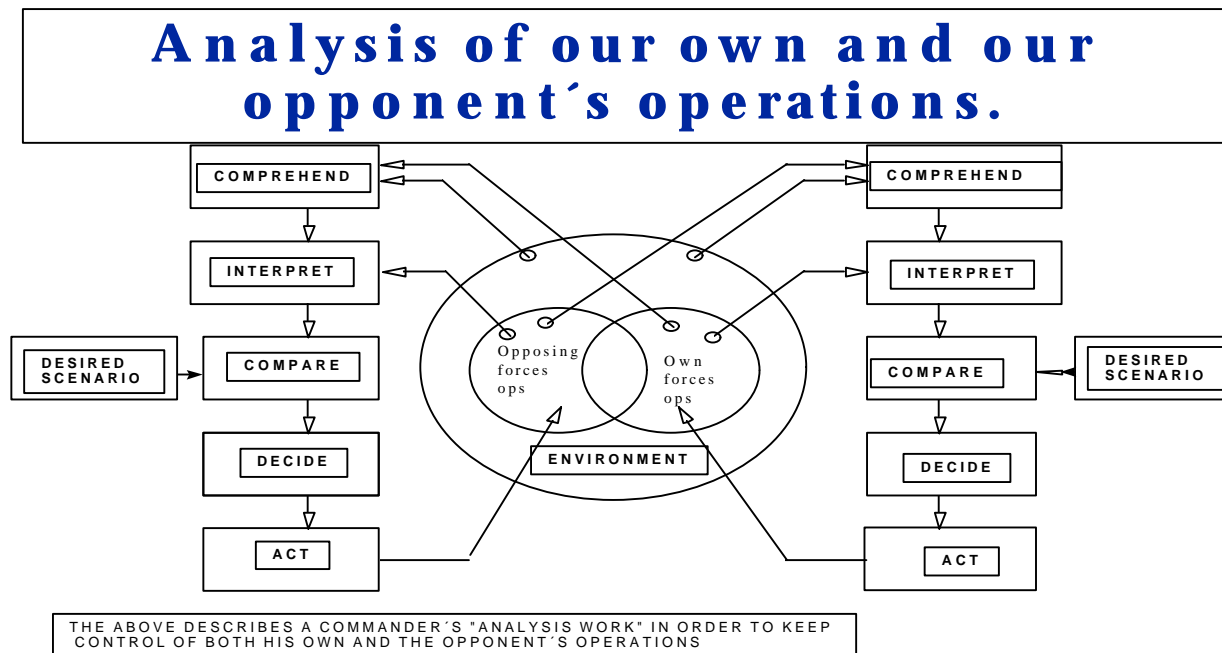 Analysis of our own and our
opponent´s operations.
COMPREHEND
INTERPRET
DESIRED
SCENARIO
COMPARE
DECIDE
ACT
Opposing
forces
ops
Own
forces
ops
ENVIRONMENT
COMPREHEND
INTERPRET
COMPARE
DESIRED
SCENARIO
DECIDE
ACT
THE ABOVE DESCRIBES A COMMANDER´S "ANALYSIS WORK" IN ORDER TO KEEP
CONTROL OF BOTH HIS OWN AND THE OPPONENT´S OPERATIONS